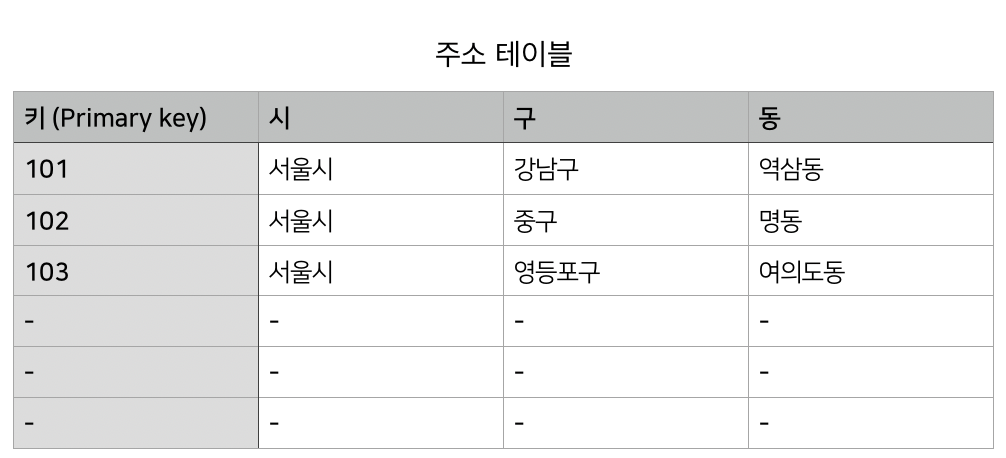 주소 테이블
키 (Primary key) 시 구 동
101 서울시 강남구 역삼동
102 서울시 중구 명동
103 서울시 영등포구 여의도동
- - - -
- - - -
- - - -